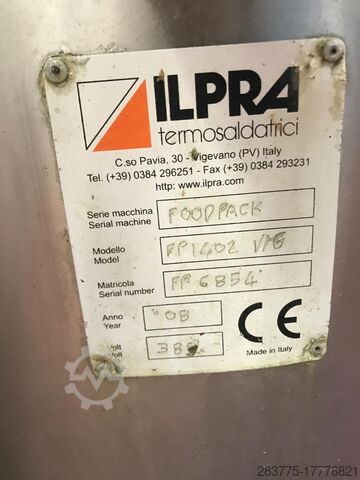 ILPRA
termosaldatrici
C.so Pavia, 30 - Vigevano (PV) Italy
Tel. (+39) 0384 296251 - Fax (+39) 0384 293231
http: www.ilpra.com
Serie macchina
Serial machine
FOODPACK
Modello
Model
FP1402 V/G
Matricola
Serial number
FP 6854
Anno
Year
'08
Volt
Volt
CE
Made in Italy
283775-17776821